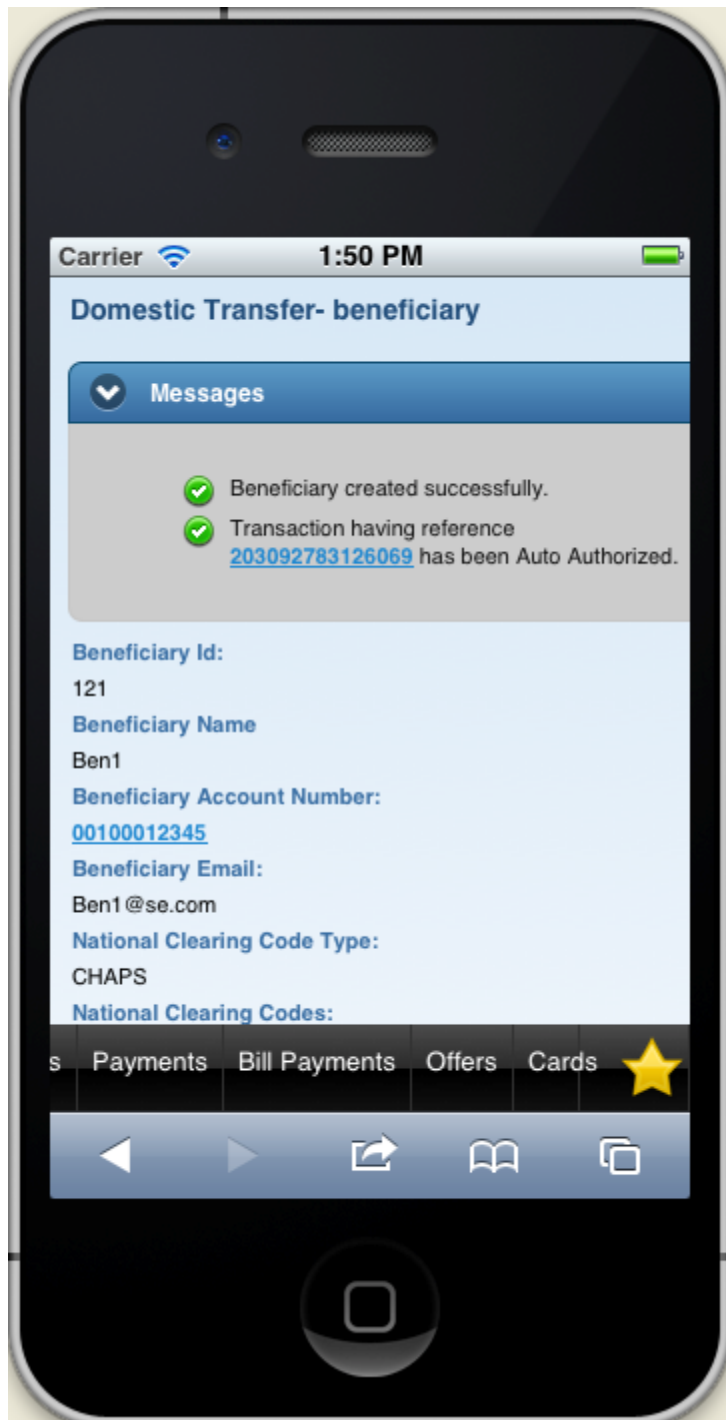 Carrier 1:50 PM
Domestic Transfer- beneficiary
Messages
Beneficiary created successfully.
Transaction having reference
203092783126069 has been Auto Authorized.
Beneficiary Id:
121
Beneficiary Name
Ben1
Beneficiary Account Number:
00100012345
Beneficiary Email:
Ben1@se.com
National Clearing Code Type:
CHAPS
National Clearing Codes:
s Payments Bill Payments Offers Cards